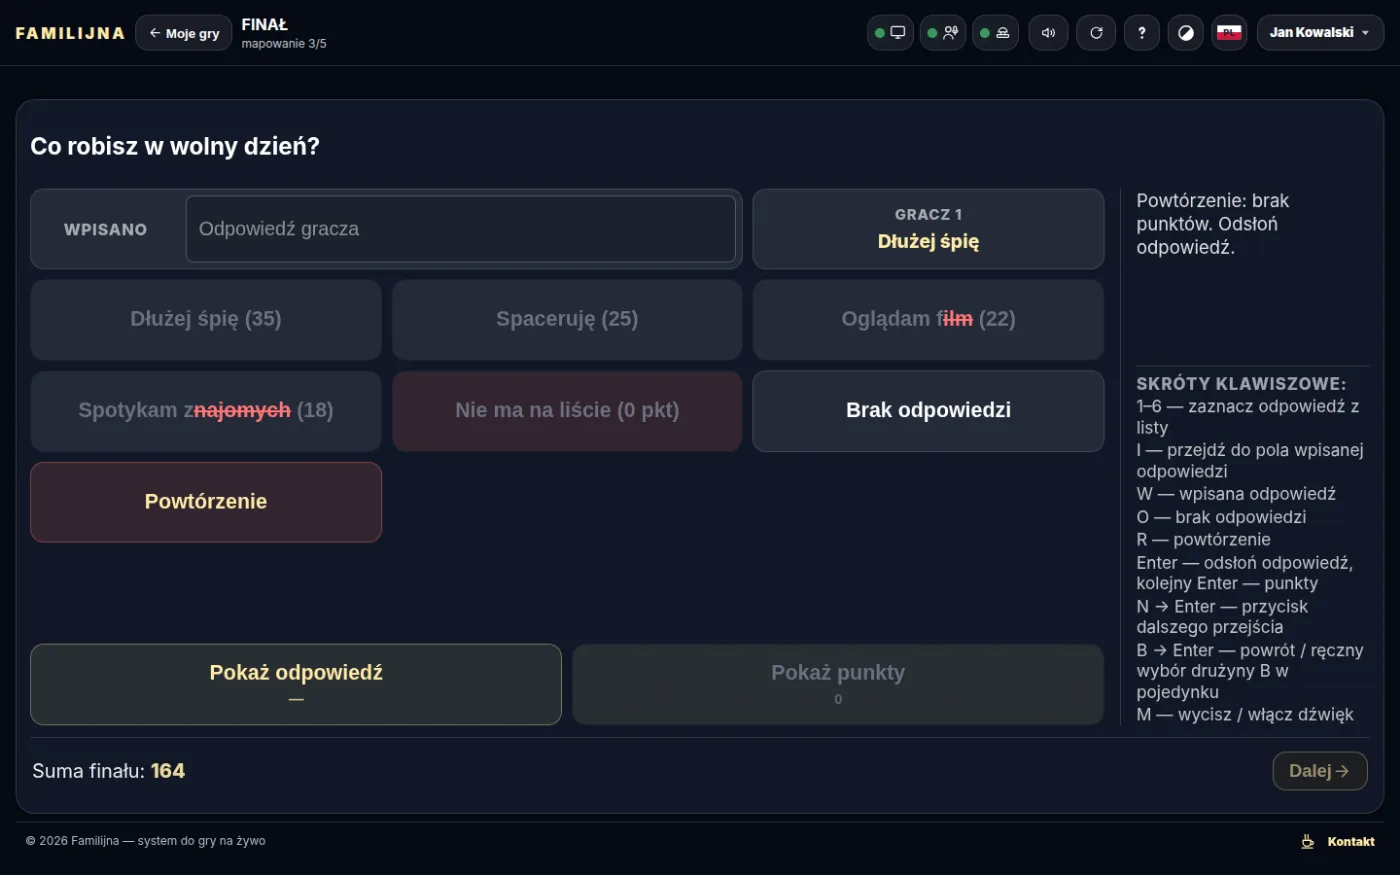 FAMILIJNA
← Moje gry
FINAŁ
mapowanie 3/5
?
PL
Jan Kowalski
Co robisz w wolny dzień?
WPISANO
Odpowiedź gracza
GRACZ 1
Dłużej śpię
Powtórzenie: brak
punktów. Odsłoń
odpowiedź.
Dłużej śpię (35)
Spaceruję (25)
Oglądam film (22)
Spotykam znajomych (18)
Nie ma na liście (0 pkt)
Brak odpowiedzi
Powtórzenie
SKRÓTY KLAWISZOWE:
1–6 — zaznacz odpowiedź z
listy
I — przejdź do pola wpisanej
odpowiedzi
W — wpisana odpowiedź
O — brak odpowiedzi
R — powtórzenie
Enter — odsłoń odpowiedź,
kolejny Enter — punkty
N → Enter — przycisk
dalszego przejścia
B → Enter — powrót / ręczny
wybór drużyny B w
pojedynku
M — wycisz / włącz dźwięk
Pokaż odpowiedź
—
Pokaż punkty
0
Suma finału: 164
Dalej →
© 2026 Familijna — system do gry na żywo
Kontakt